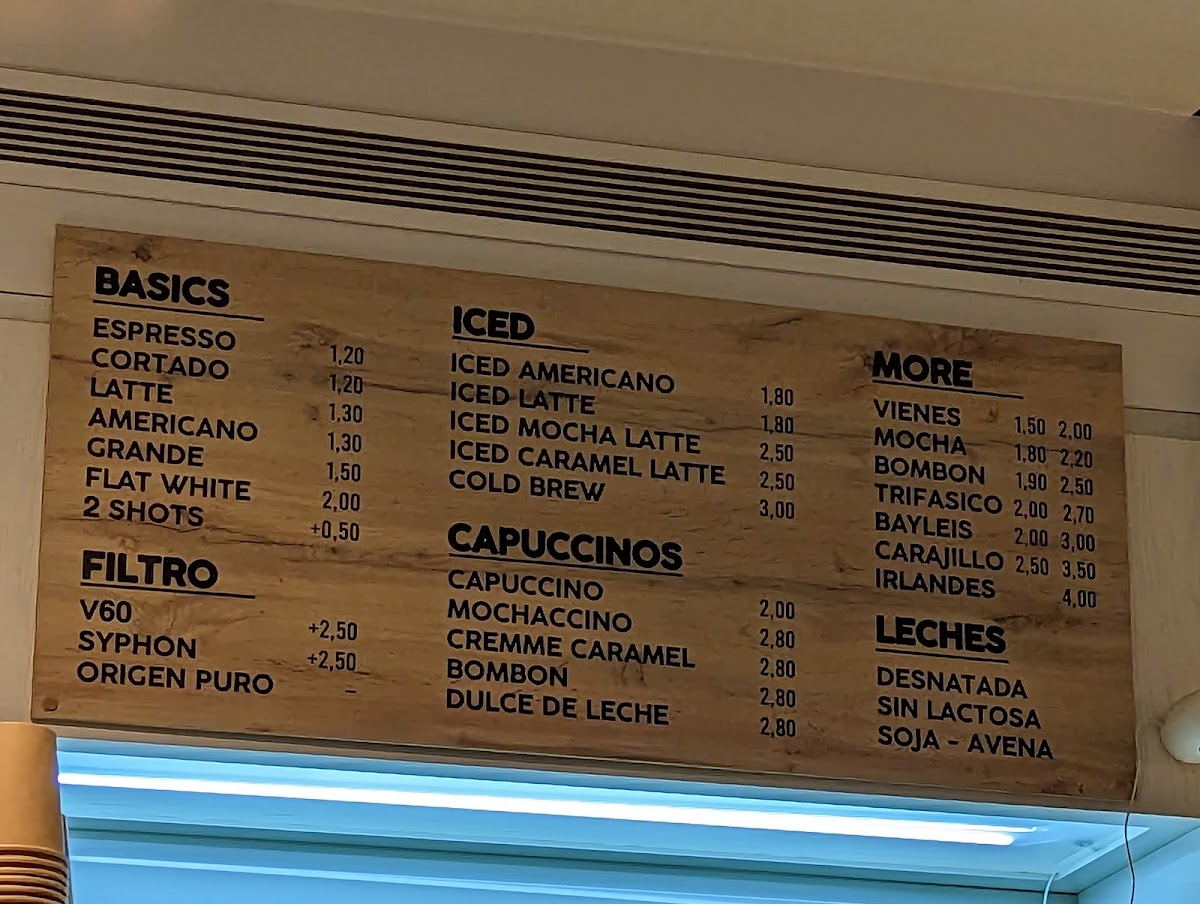 BASICS
ESPRESSO 1,20
CORTADO 1,20
LATTE 1,30
AMERICANO 1,30
GRANDE 1,50
FLAT WHITE 2,00
2 SHOTS +0,50
FILTRO
V60 +2,50
SYPHON +2,50
ORIGEN PURO –
ICED
ICED AMERICANO 1,80
ICED LATTE 1,80
ICED MOCHA LATTE 2,50
ICED CARAMEL LATTE 2,50
COLD BREW 3,00
CAPUCCINOS
CAPUCCINO 2,00
MOCHACCINO 2,80
CREMME CARAMEL 2,80
BOMBON 2,80
DULCE DE LECHE 2,80
MORE
VIENES 1,50 2,00
MOCHA 1,80 2,20
BOMBON 1,90 2,50
TRIFASICO 2,00 2,70
BAYLEIS 2,00 3,00
CARAJILLO 2,50 3,50
IRLANDES 4,00
LECHES
DESNATADA
SIN LACTOSA
SOJA - AVENA